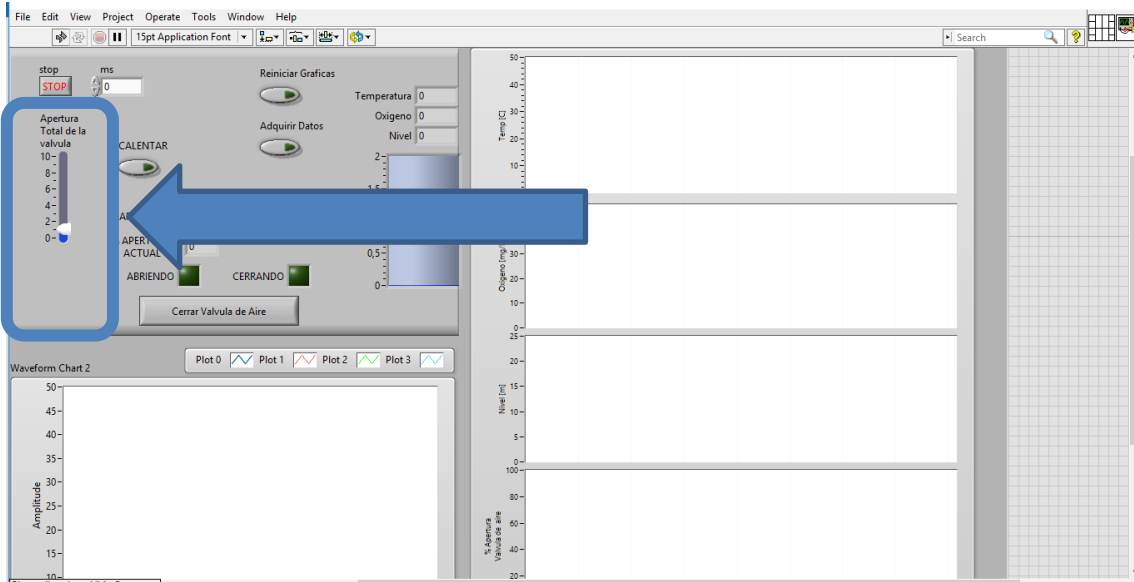 File Edit View Project Operate Tools Window Help
15pt Application Font
Search
stop
STOP
ms
0
Reiniciar Graficas
Temperatura 0
Oxigeno 0
Nivel 0
Adquirir Datos
Apertura
Total de la
valvula
10
8
6
4
2
0
CALENTAR
2
0,5
0
ACTUAL 0
ABRIENDO
CERRANDO
Cerrar Valvula de Aire
Plot 0 Plot 1 Plot 2 Plot 3
Waveform Chart 2
Amplitude
50
45
40
35
30
25
20
15
10
Temp [C]
50
40
30
20
10
30
20
10
0
Nivel [m]
25
20
15
10
5
0
% Apertura
Valvula de aire
100
80
60
40
20